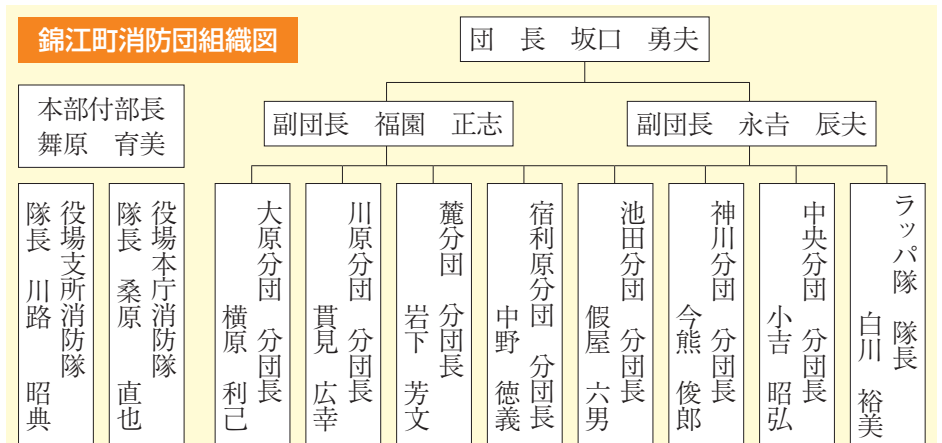 錦江町消防団組織図
団　長　坂口　勇夫
副団長　福園　正志
副団長　永吉　辰夫
本部付部長
舞原　育美
ラッパ隊　隊長
白川　裕美
中央分団　分団長
小吉　昭弘
神川分団　分団長
今熊　俊郎
池田分団　分団長
假屋　六男
宿利原分団　分団長
中野　徳義
麓分団　分団長
岩下　芳文
川原分団　分団長
貫見　広幸
大原分団　分団長
横原　利己
役場本庁消防隊
隊長　桑原　直也
役場支所消防隊
隊長　川路　昭典